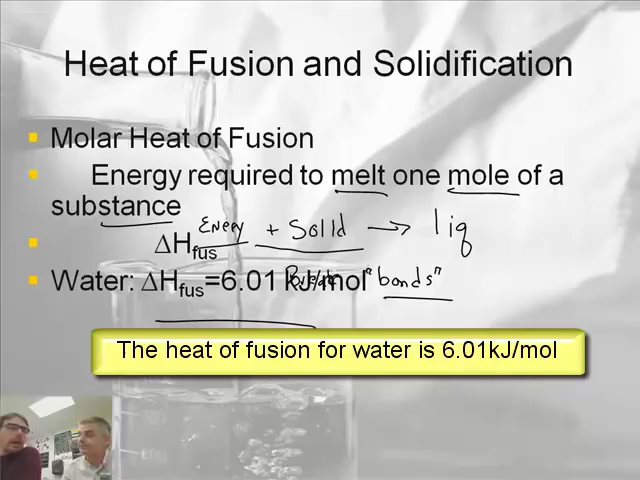 Heat of Fusion and Solidification
Molar Heat of Fusion
Energy required to melt one mole of a
substance
Energy + Solid → liq
ΔHfus
Water: ΔHfus=6.01 kJ/mol
Break "bonds"
The heat of fusion for water is 6.01kJ/mol